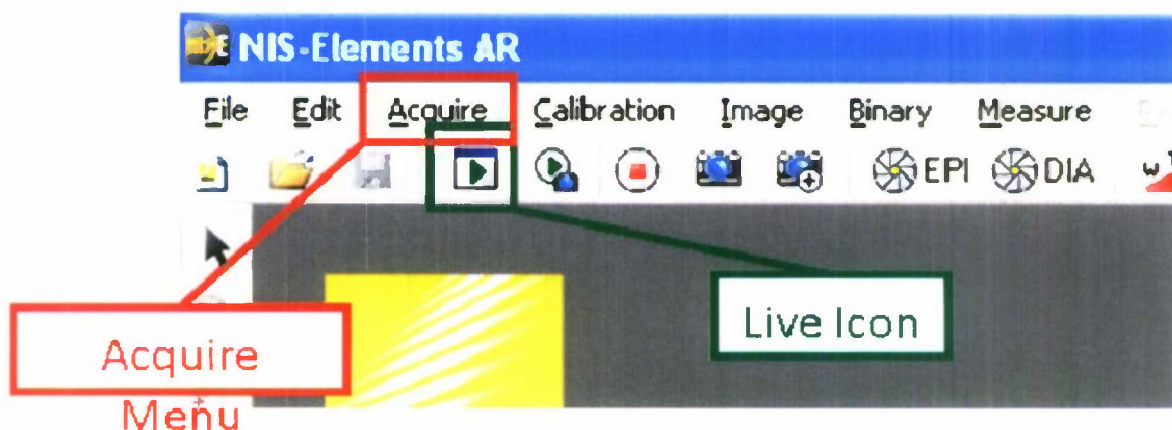 NIS-Elements AR
File Edit Acquire Calibration Image Binary Measure
EPI DIA
Live Icon
Acquire
Menu